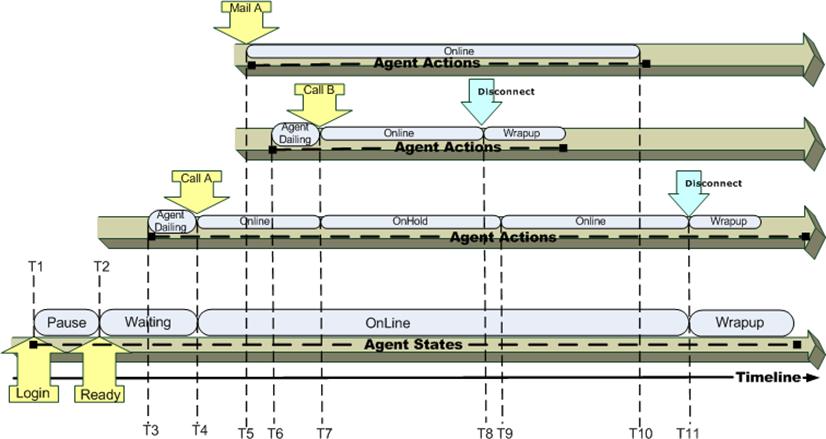 Mail A
Online
Agent Actions
Call B
Disconnect
Agent
Dailing
Online
Wrapup
Agent Actions
Call A
Disconnect
Agent
Dailing
Online
OnHold
Online
Wrapup
Agent Actions
T1
T2
Pause
Waiting
OnLine
Wrapup
Agent States
Login
Ready
Timeline
T3
T4
T5
T6
T7
T8
T9
T10
T11